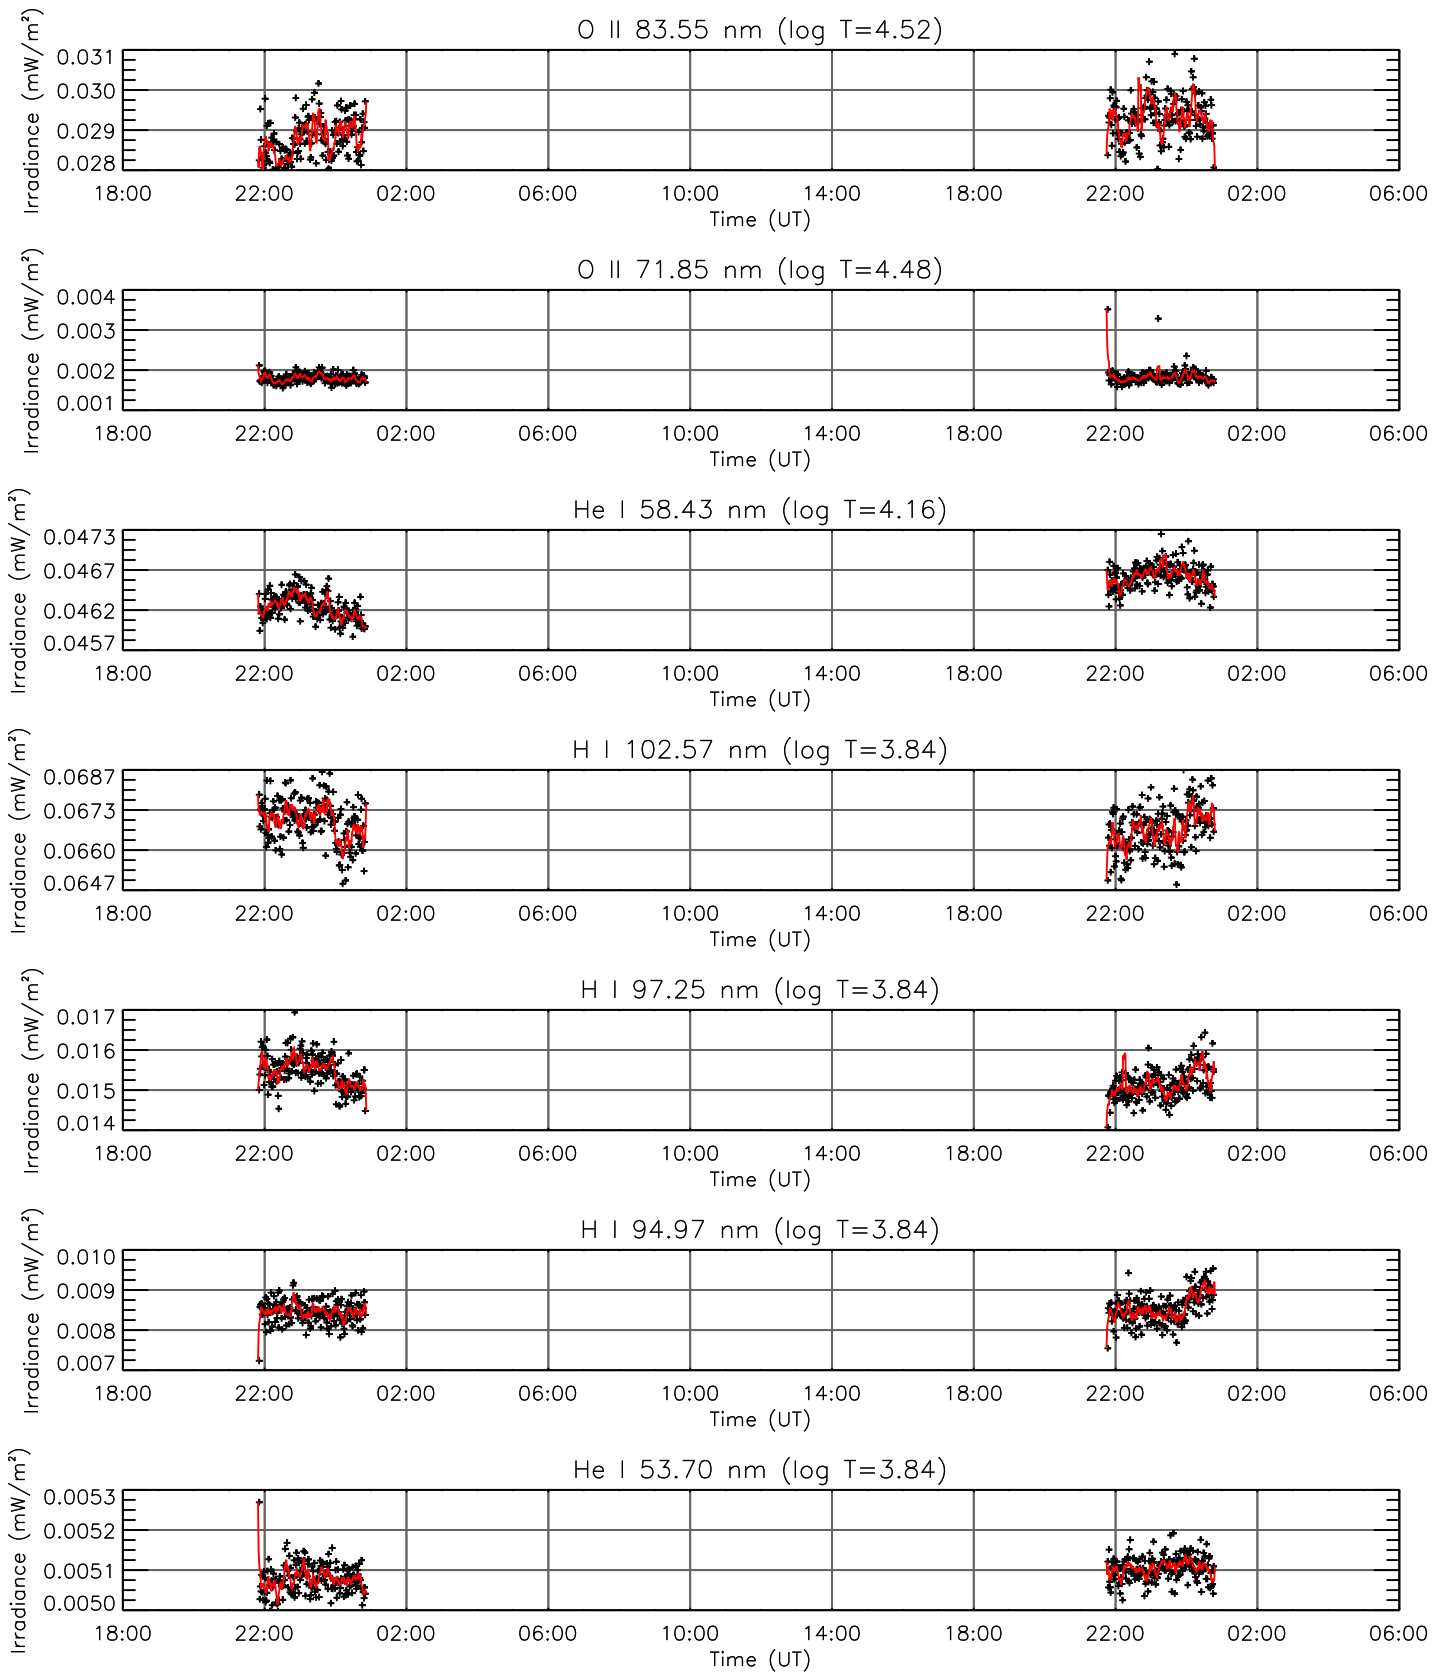 O II 83.55 nm (log T=4.52)
Irradiance (mW/m²)
0.031
0.030
0.029
0.028
18:00 22:00 02:00 06:00 10:00 14:00 18:00 22:00 02:00 06:00
Time (UT)
O II 71.85 nm (log T=4.48)
Irradiance (mW/m²)
0.004
0.003
0.002
0.001
18:00 22:00 02:00 06:00 10:00 14:00 18:00 22:00 02:00 06:00
Time (UT)
He I 58.43 nm (log T=4.16)
Irradiance (mW/m²)
0.0473
0.0467
0.0462
0.0457
18:00 22:00 02:00 06:00 10:00 14:00 18:00 22:00 02:00 06:00
Time (UT)
H I 102.57 nm (log T=3.84)
Irradiance (mW/m²)
0.0687
0.0673
0.0660
0.0647
18:00 22:00 02:00 06:00 10:00 14:00 18:00 22:00 02:00 06:00
Time (UT)
H I 97.25 nm (log T=3.84)
Irradiance (mW/m²)
0.017
0.016
0.015
0.014
18:00 22:00 02:00 06:00 10:00 14:00 18:00 22:00 02:00 06:00
Time (UT)
H I 94.97 nm (log T=3.84)
Irradiance (mW/m²)
0.010
0.009
0.008
0.007
18:00 22:00 02:00 06:00 10:00 14:00 18:00 22:00 02:00 06:00
Time (UT)
He I 53.70 nm (log T=3.84)
Irradiance (mW/m²)
0.0053
0.0052
0.0051
0.0050
18:00 22:00 02:00 06:00 10:00 14:00 18:00 22:00 02:00 06:00
Time (UT)